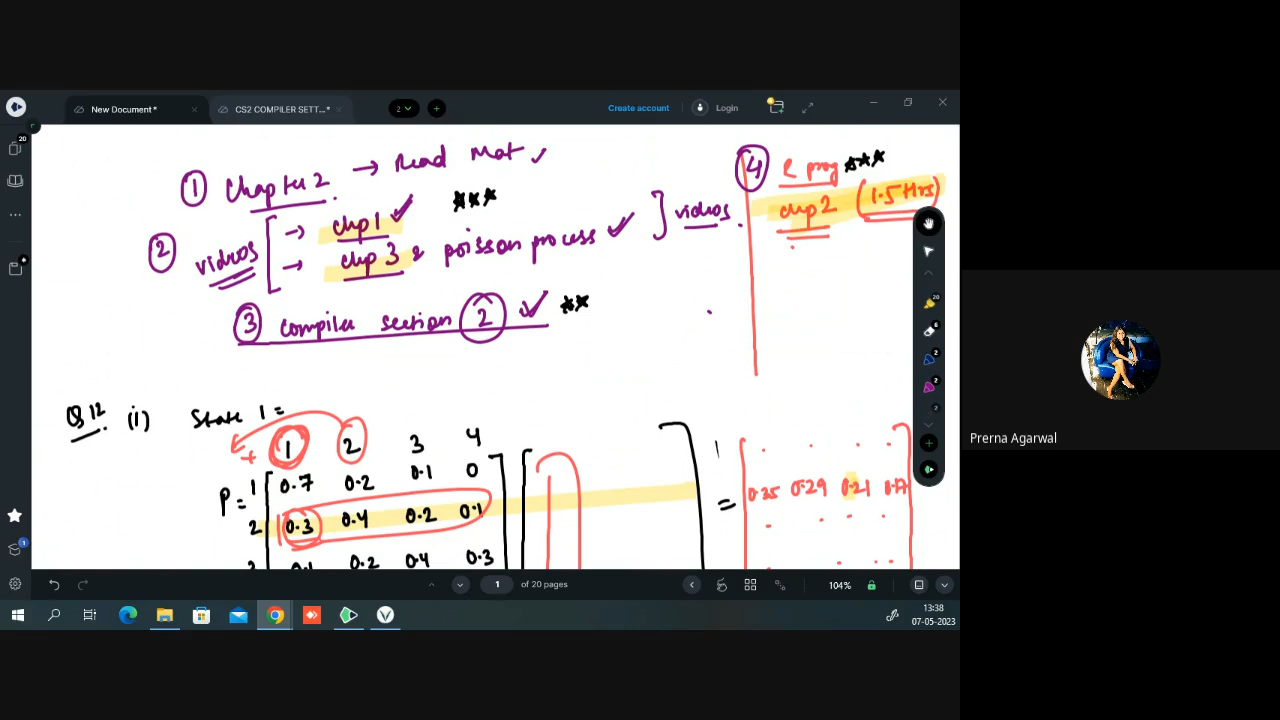 New Document*
CS2 COMPILER SETT...*
2
Create account
Login
20
① Chapter 2. → Read Mat ✓
② videos → chp 1 ✓ ***
→ chp 3 & poisson process ✓ ] videos.
③ compiler section ② ✓ **
④ R prog ***
chp 2 (1.5 Hrs)
Q 12 (i) State 1 =
1 2 3 4
P = 1 0.7 0.2 0.1 0
2 0.3 0.4 0.2 0.1
0.2 0.4 0.3
= 0.35 0.29 0.21 0.17
Prerna Agarwal
1 of 20 pages
104%
13:38
07-05-2023